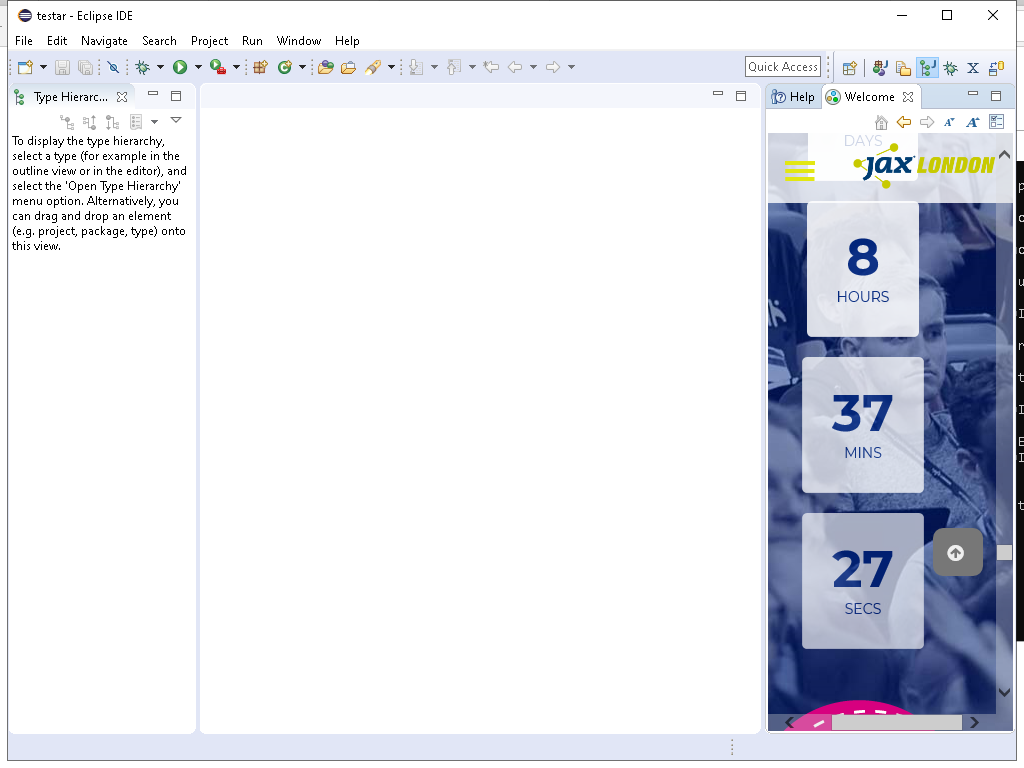 testar - Eclipse IDE
File Edit Navigate Search Project Run Window Help
Quick Access
Type Hierarc...
Help
Welcome
To display the type hierarchy,
select a type (for example in the
outline view or in the editor), and
select the 'Open Type Hierarchy'
menu option. Alternatively, you
can drag and drop an element
(e.g. project, package, type) onto
this view.
DAYS
JAX LONDON
8
HOURS
37
MINS
27
SECS